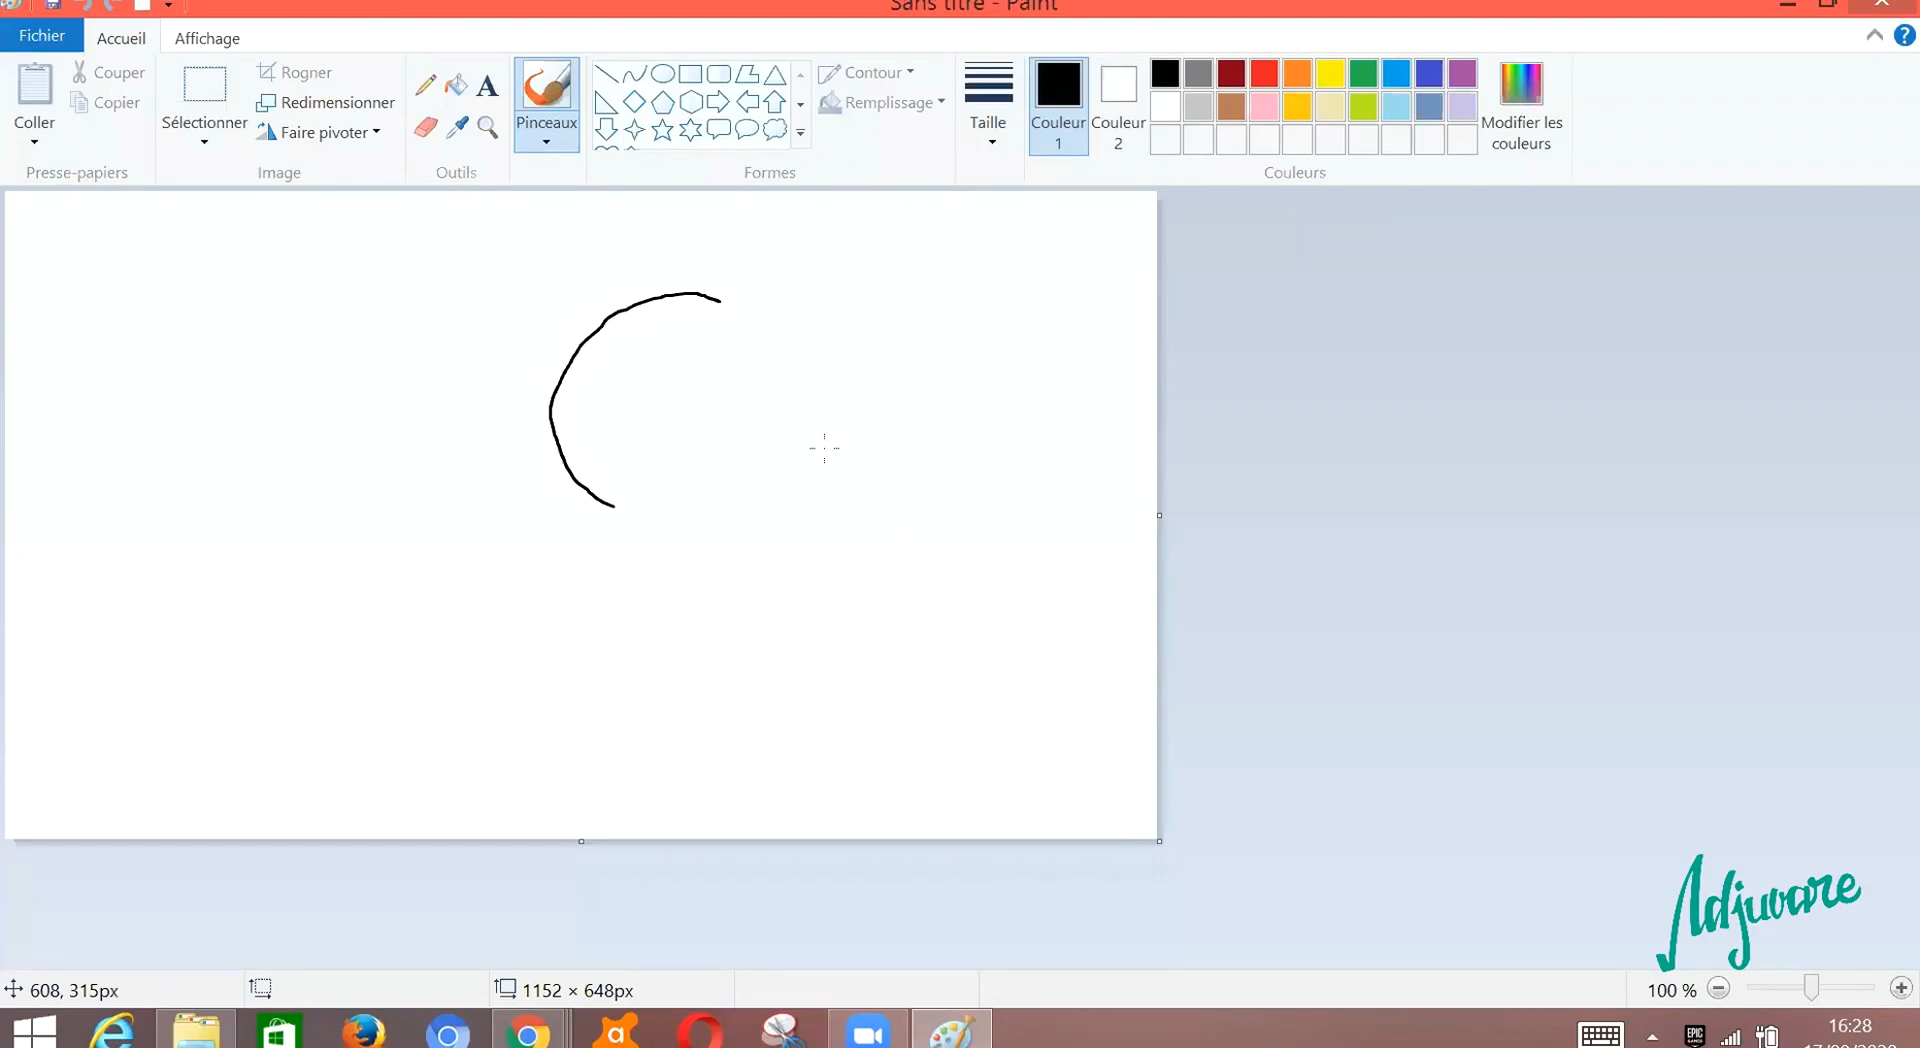 Sans titre - Paint
Fichier
Accueil
Affichage
Coller
Couper
Copier
Presse-papiers
Sélectionner
Rogner
Redimensionner
Faire pivoter
Image
A
Outils
Pinceaux
Formes
Contour
Remplissage
Taille
Couleur
1
Couleur
2
Couleurs
Modifier les
couleurs
?
Adjuvare
608, 315px
1152 × 648px
100 %
EPIC
GAMES
16:28